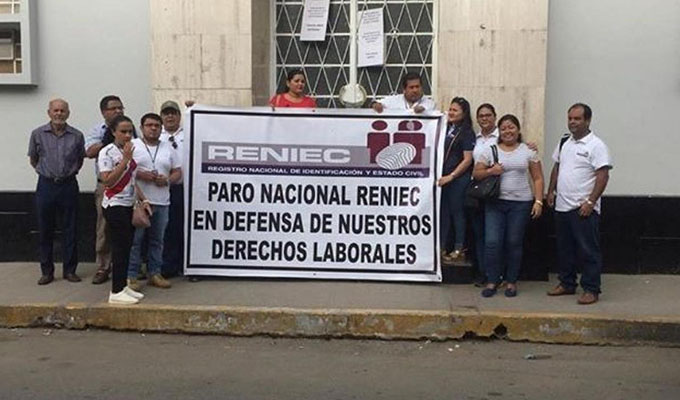 RENIEC
REGISTRO NACIONAL DE IDENTIFICACIÓN Y ESTADO CIVIL
PARO NACIONAL RENIEC
EN DEFENSA DE NUESTROS
DERECHOS LABORALES